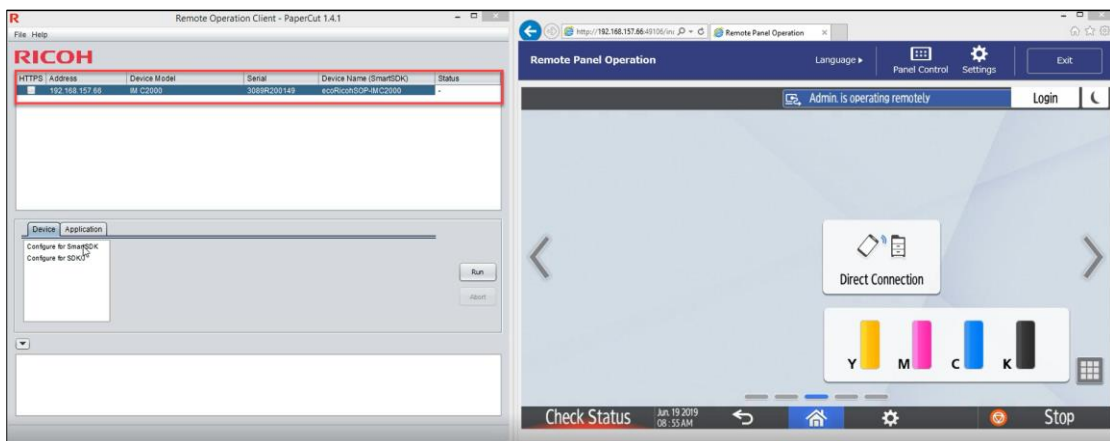 R Remote Operation Client - PaperCut 1.4.1
File Help
RICOH
HTTPS Address Device Model Serial Device Name (SmartSDK) Status
192.168.157.66 IM C2000 3089R200149 ecoRicohSOP-IMC2000 -
Device Application
Configure for SmartSDK
Configure for SDK/J
Run
Abort
http://192.168.157.66:49106/ini
Remote Panel Operation
Remote Panel Operation
Language
Panel Control
Settings
Exit
Admin. is operating remotely
Login
Direct Connection
Y M C K
Check Status
Jun. 19 2019
08:55 AM
Stop